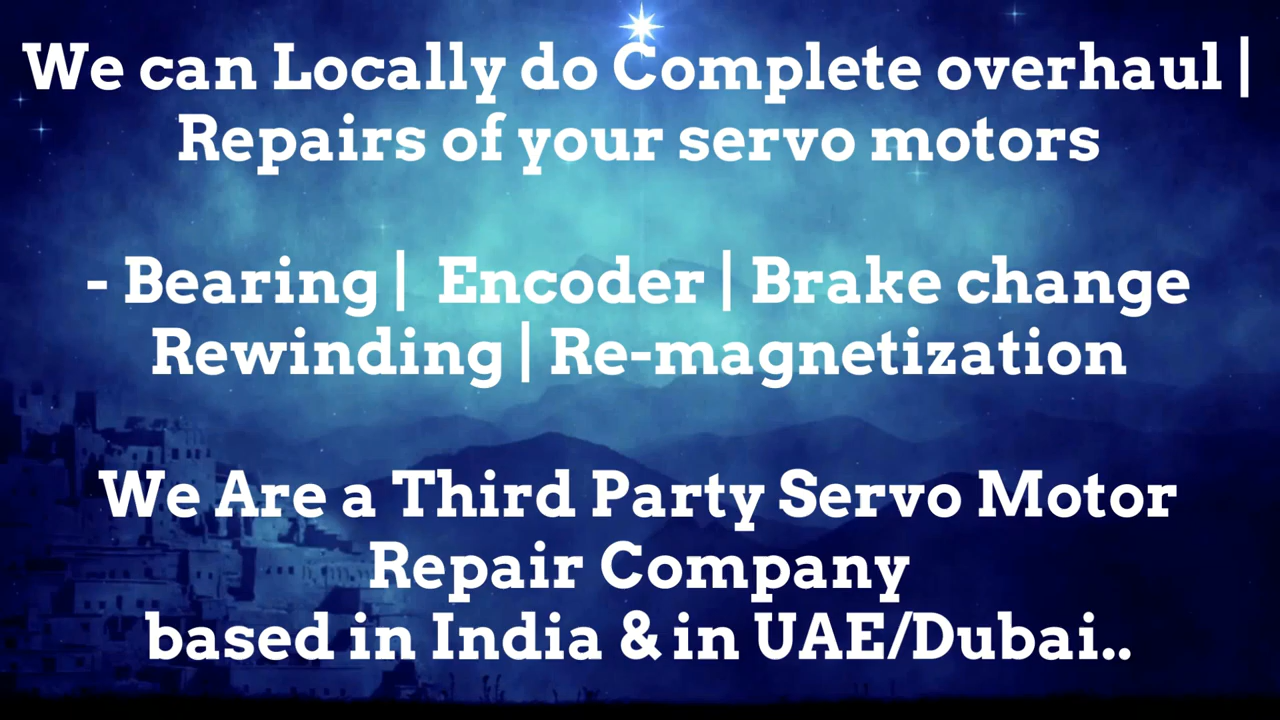 We can Locally do Complete overhaul |
Repairs of your servo motors
- Bearing | Encoder | Brake change
Rewinding | Re-magnetization
We Are a Third Party Servo Motor
Repair Company
based in India & in UAE/Dubai..